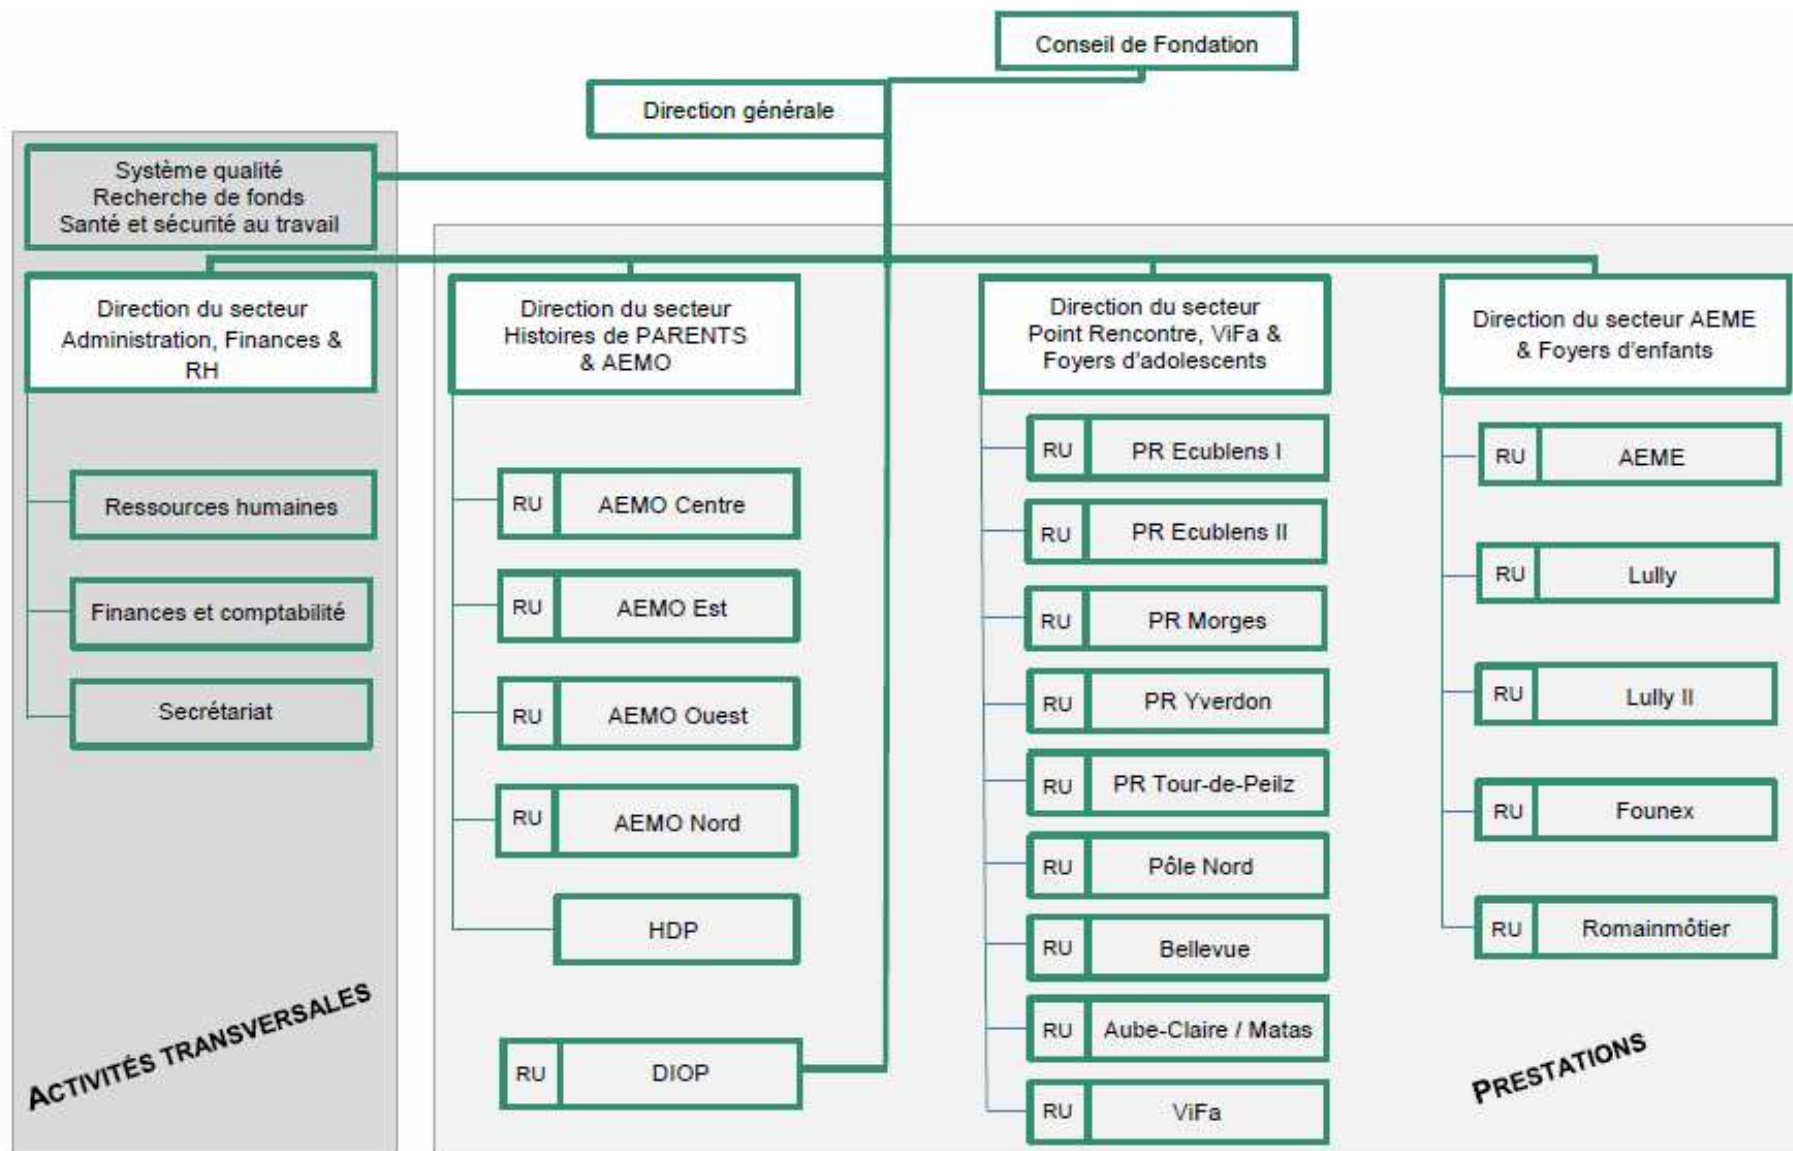 Conseil de Fondation
Direction générale
Système qualité
Recherche de fonds
Santé et sécurité au travail
Direction du secteur
Administration, Finances &
RH
Ressources humaines
Finances et comptabilité
Secrétariat
ACTIVITÉS TRANSVERSALES
Direction du secteur
Histoires de PARENTS
& AEMO
RU AEMO Centre
RU AEMO Est
RU AEMO Ouest
RU AEMO Nord
HDP
RU DIOP
Direction du secteur
Point Rencontre, ViFa &
Foyers d'adolescents
RU PR Ecublens I
RU PR Ecublens II
RU PR Morges
RU PR Yverdon
RU PR Tour-de-Peilz
RU Pôle Nord
RU Bellevue
RU Aube-Claire / Matas
RU ViFa
Direction du secteur AEME
& Foyers d'enfants
RU AEME
RU Lully
RU Lully II
RU Founex
RU Romainmôtier
PRESTATIONS